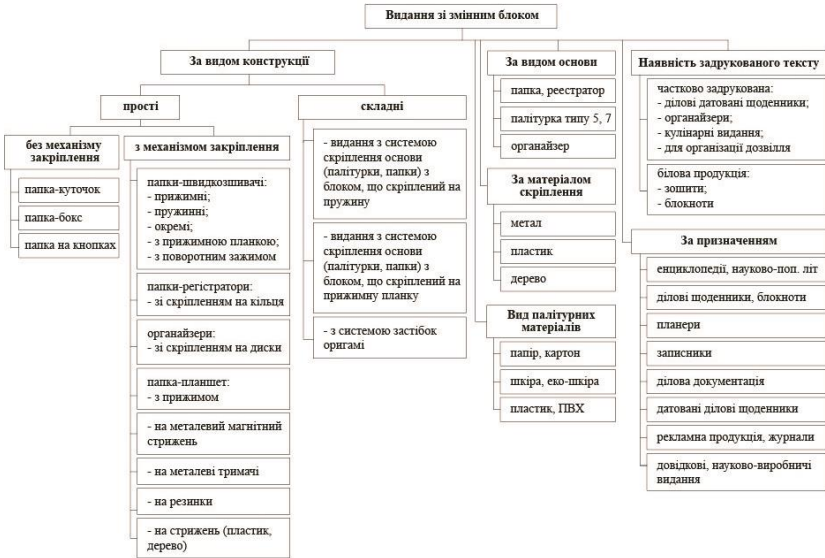 Видання зі змінним блоком
За видом конструкції
прості
без механізму
закріплення
папка-куточок
папка-бокс
папка на кнопках
з механізмом закріплення
папки-швидкозшивачі:
- прижимні;
- пружинні;
- окремі;
- з прижимною планкою;
- з поворотним зажимом
папки-регістратори:
- зі скріпленням на кільця
органайзери:
- зі скріпленням на диски
папка-планшет:
- з прижимом
- на металевий магнітний
стрижень
- на металеві тримачі
- на резинки
- на стрижень (пластик,
дерево)
складні
- видання з системою
скріплення основи
(палітурки, папки) з
блоком, що скріплений на
пружину
- видання з системою
скріплення основи
(палітурки, папки) з
блоком, що скріплений на
прижимну планку
- з системою застібок
оригамі
За видом основи
папка, реестратор
палітурка типу 5, 7
органайзер
За матеріалом
скріплення
метал
пластик
дерево
Вид палітурних
матеріалів
папір, картон
шкіра, еко-шкіра
пластик, ПВХ
Наявність задрукованого тексту
частково задрукована:
- ділові датовані щоденники;
- органайзери;
- кулінарні видання;
- для організації дозвілля
білова продукція:
- зошити;
- блокноти
За призначенням
енциклопедії, науково-поп. літ
ділові щоденники, блокноти
планери
записники
ділова документація
датовані ділові щоденники
рекламна продукція, журнали
довідкові, науково-виробничі
видання